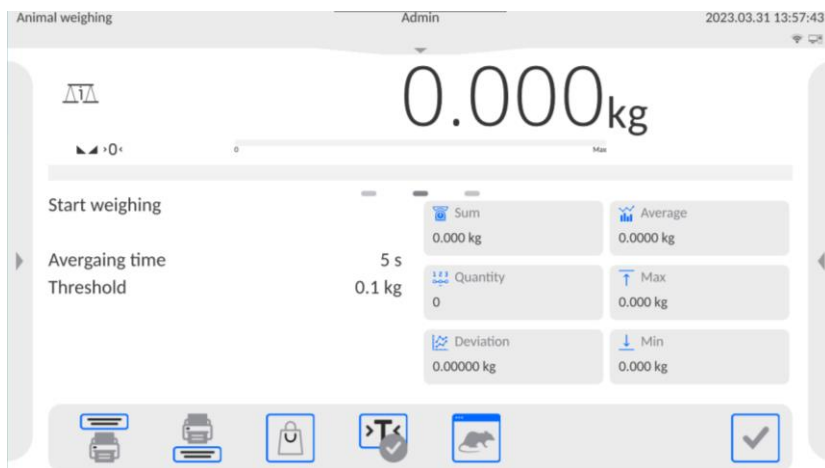 Animal weighing Admin 2023.03.31 13:57:43
0.000kg
›0‹ 0 Max
Start weighing
Avergaing time 5 s
Threshold 0.1 kg
Sum
0.000 kg
Average
0.0000 kg
Quantity
0
Max
0.000 kg
Deviation
0.00000 kg
Min
0.000 kg
›T‹